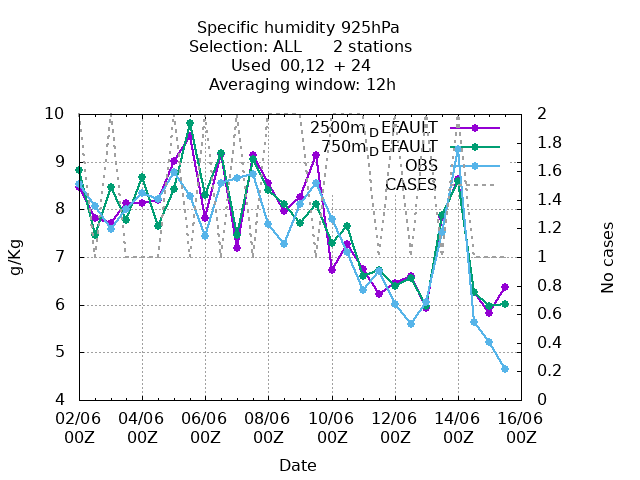 Specific humidity 925hPa
Selection: ALL 2 stations
Used 00,12 + 24
Averaging window: 12h
2500m_DEFAULT
750m_DEFAULT
OBS
CASES
10
9
8
7
6
5
4
2
1.8
1.6
1.4
1.2
1
0.8
0.6
0.4
0.2
0
g/Kg
No cases
02/06 04/06 06/06 08/06 10/06 12/06 14/06 16/06
00Z 00Z 00Z 00Z 00Z 00Z 00Z 00Z
Date